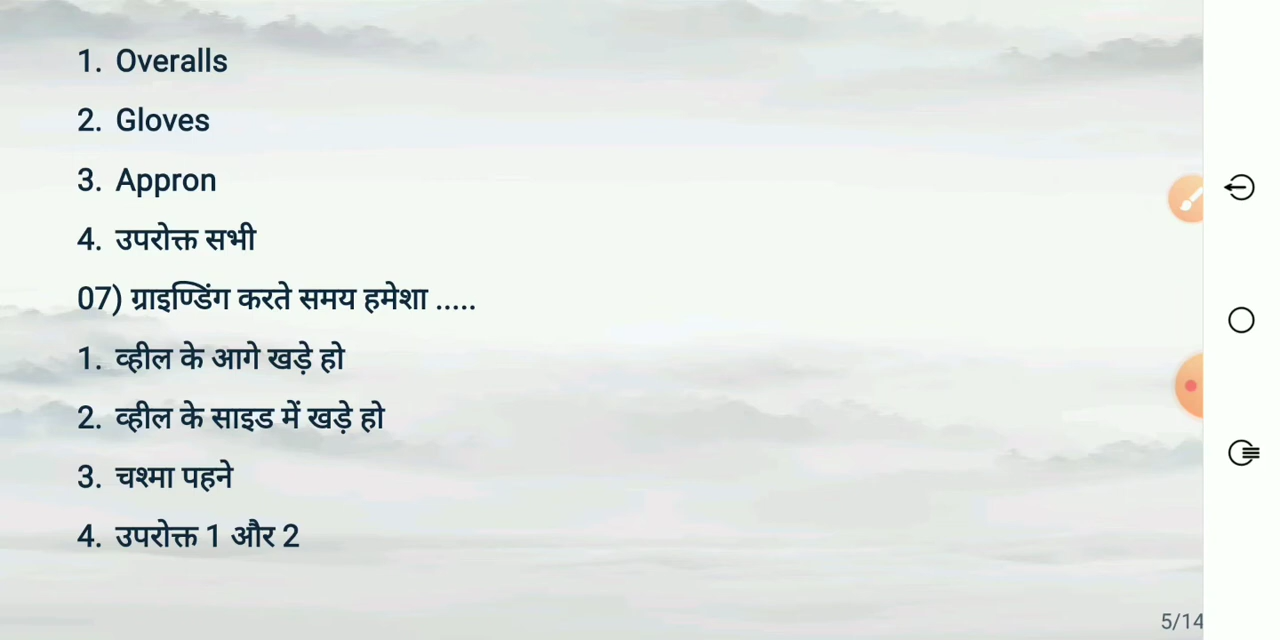 1. Overalls
2. Gloves
3. Appron
4. उपरोक्त सभी
07) ग्राइण्डिंग करते समय हमेशा .....
1. व्हील के आगे खड़े हो
2. व्हील के साइड में खड़े हो
3. चश्मा पहने
4. उपरोक्त 1 और 2
5/14